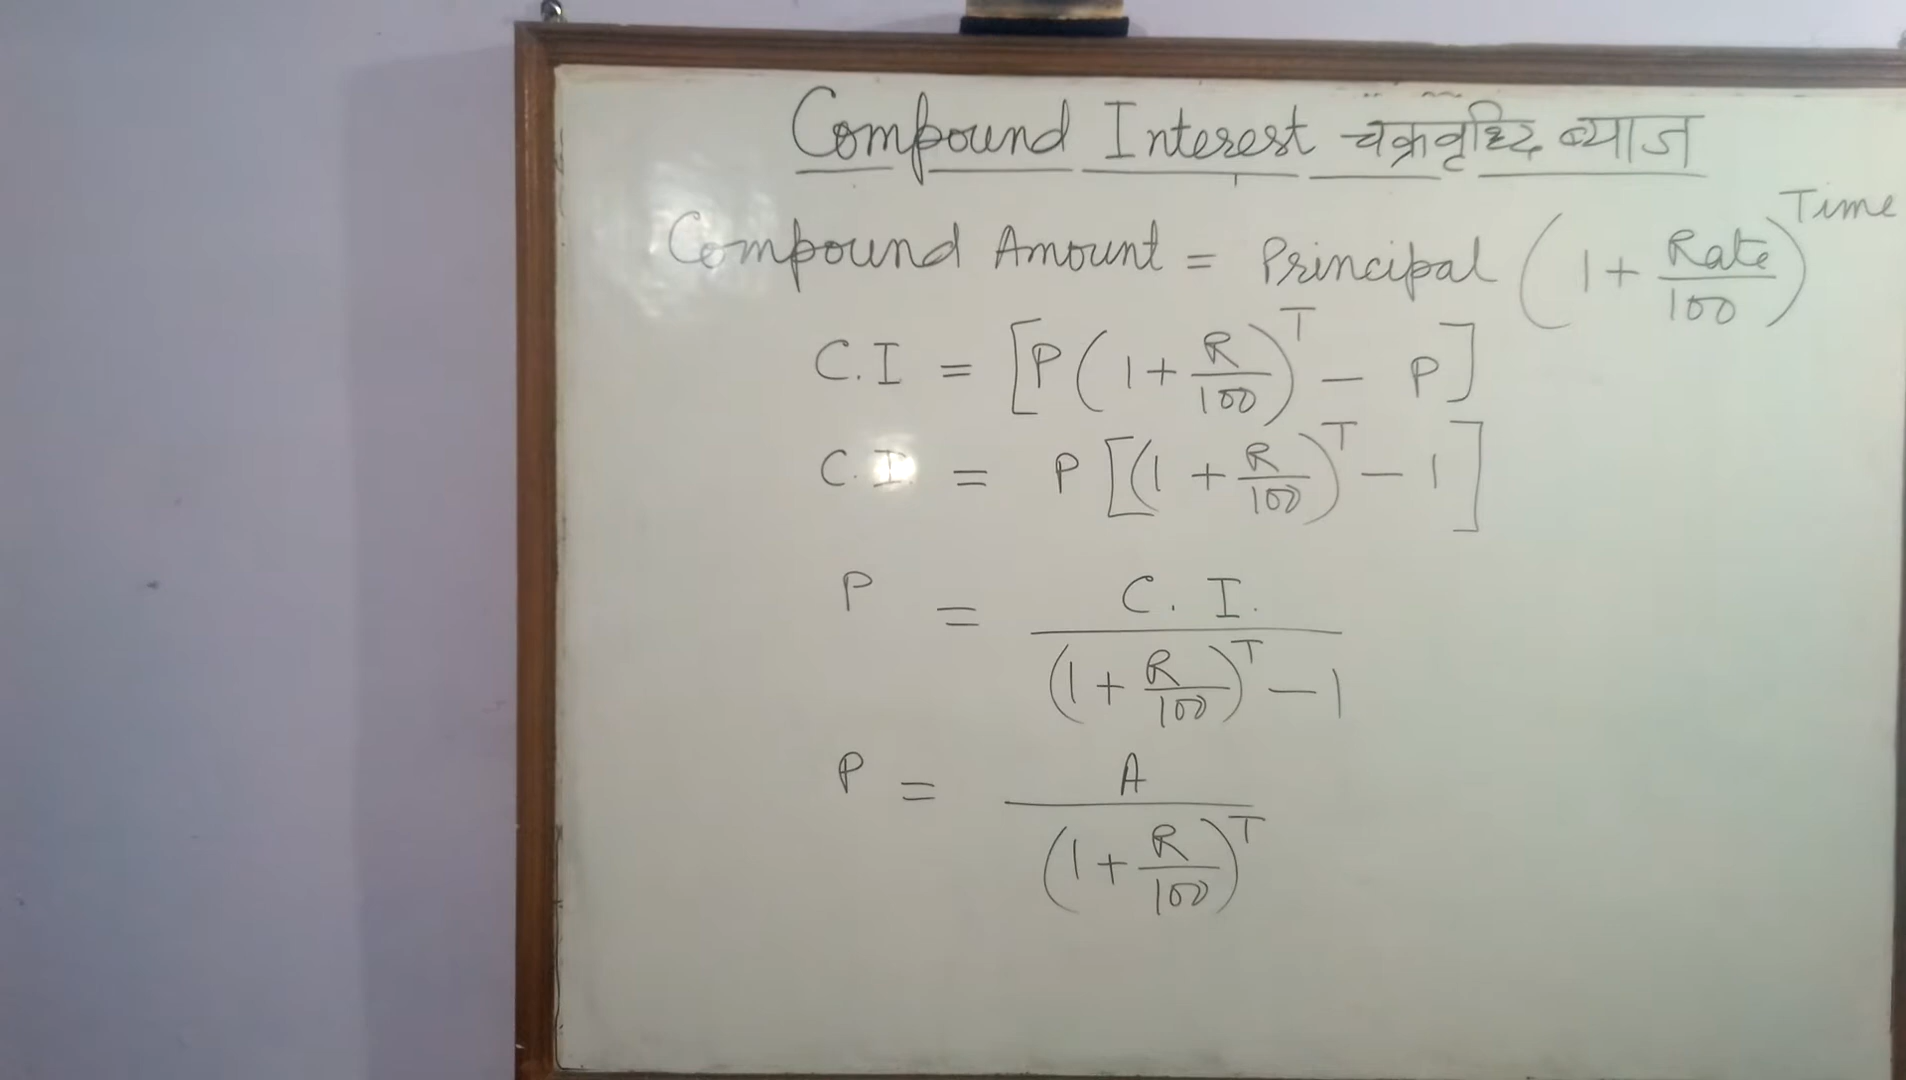 Compound Interest चक्रवृद्धि ब्याज
Compound Amount = Principal (1 + Rate/100)^Time
C.I = [P(1 + R/100)^T - P]
C.I. = P[(1 + R/100)^T - 1]
P = C.I. / (1 + R/100)^T - 1
P = A / (1 + R/100)^T